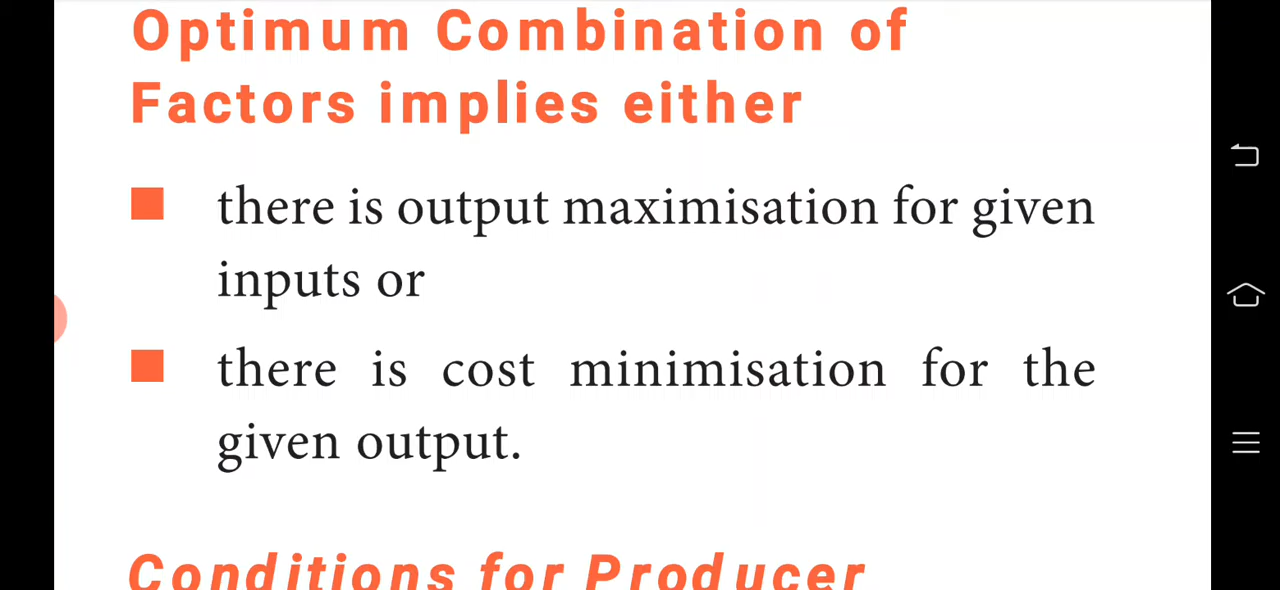 Optimum Combination of
Factors implies either
there is output maximisation for given
inputs or
there is cost minimisation for the
given output.
Conditions for Producer